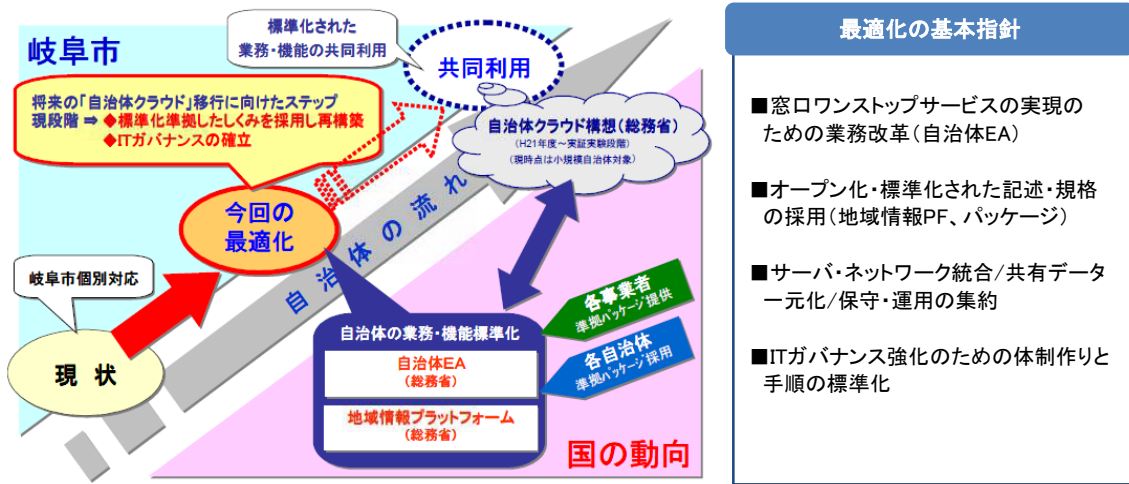 岐阜市
標準化された
業務・機能の共同利用
共同利用
将来の「自治体クラウド」移行に向けたステップ
現段階 ⇒ ◆標準化準拠したしくみを採用し再構築
◆ITガバナンスの確立
自治体クラウド構想(総務省)
(H21年度~実証実験段階)
(現時点は小規模自治体対象)
今回の
最適化
自治体の流れ
岐阜市個別対応
現 状
自治体の業務・機能標準化
自治体EA
(総務省)
地域情報プラットフォーム
(総務省)
各事業者
準拠パッケージ提供
各自治体
準拠パッケージ採用
国の動向
最適化の基本指針
■窓口ワンストップサービスの実現の
ための業務改革(自治体EA)
■オープン化・標準化された記述・規格
の採用(地域情報PF、パッケージ)
■サーバ・ネットワーク統合/共有データ
一元化/保守・運用の集約
■ITガバナンス強化のための体制作りと
手順の標準化